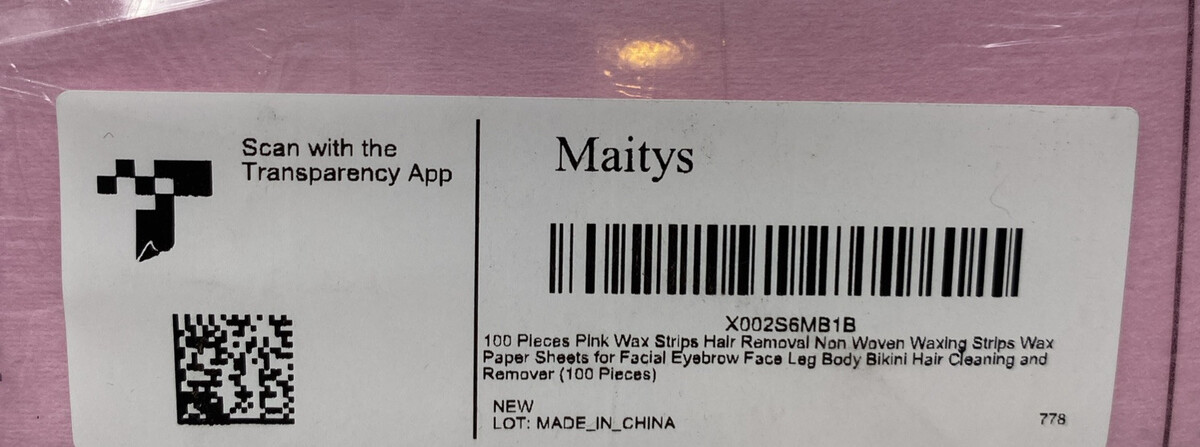 Scan with the
Transparency App
Maitys
X002S6MB1B
100 Pieces Pink Wax Strips Hair Removal Non Woven Waxing Strips Wax
Paper Sheets for Facial Eyebrow Face Leg Body Bikini Hair Cleaning and
Remover (100 Pieces)
NEW
LOT: MADE_IN_CHINA
778